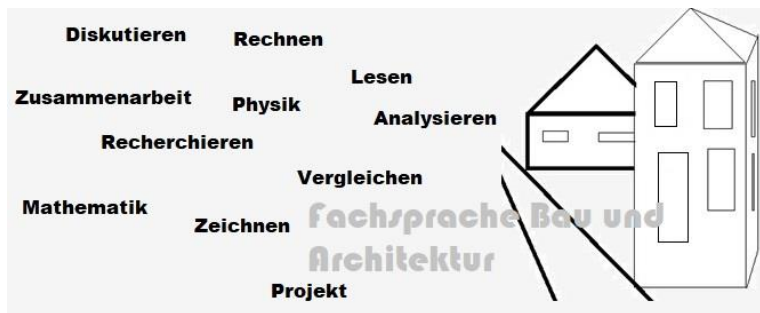 Diskutieren
Rechnen
Lesen
Zusammenarbeit
Physik
Analysieren
Recherchieren
Vergleichen
Mathematik
Zeichnen
Fachsprache Bau und
Architektur
Projekt